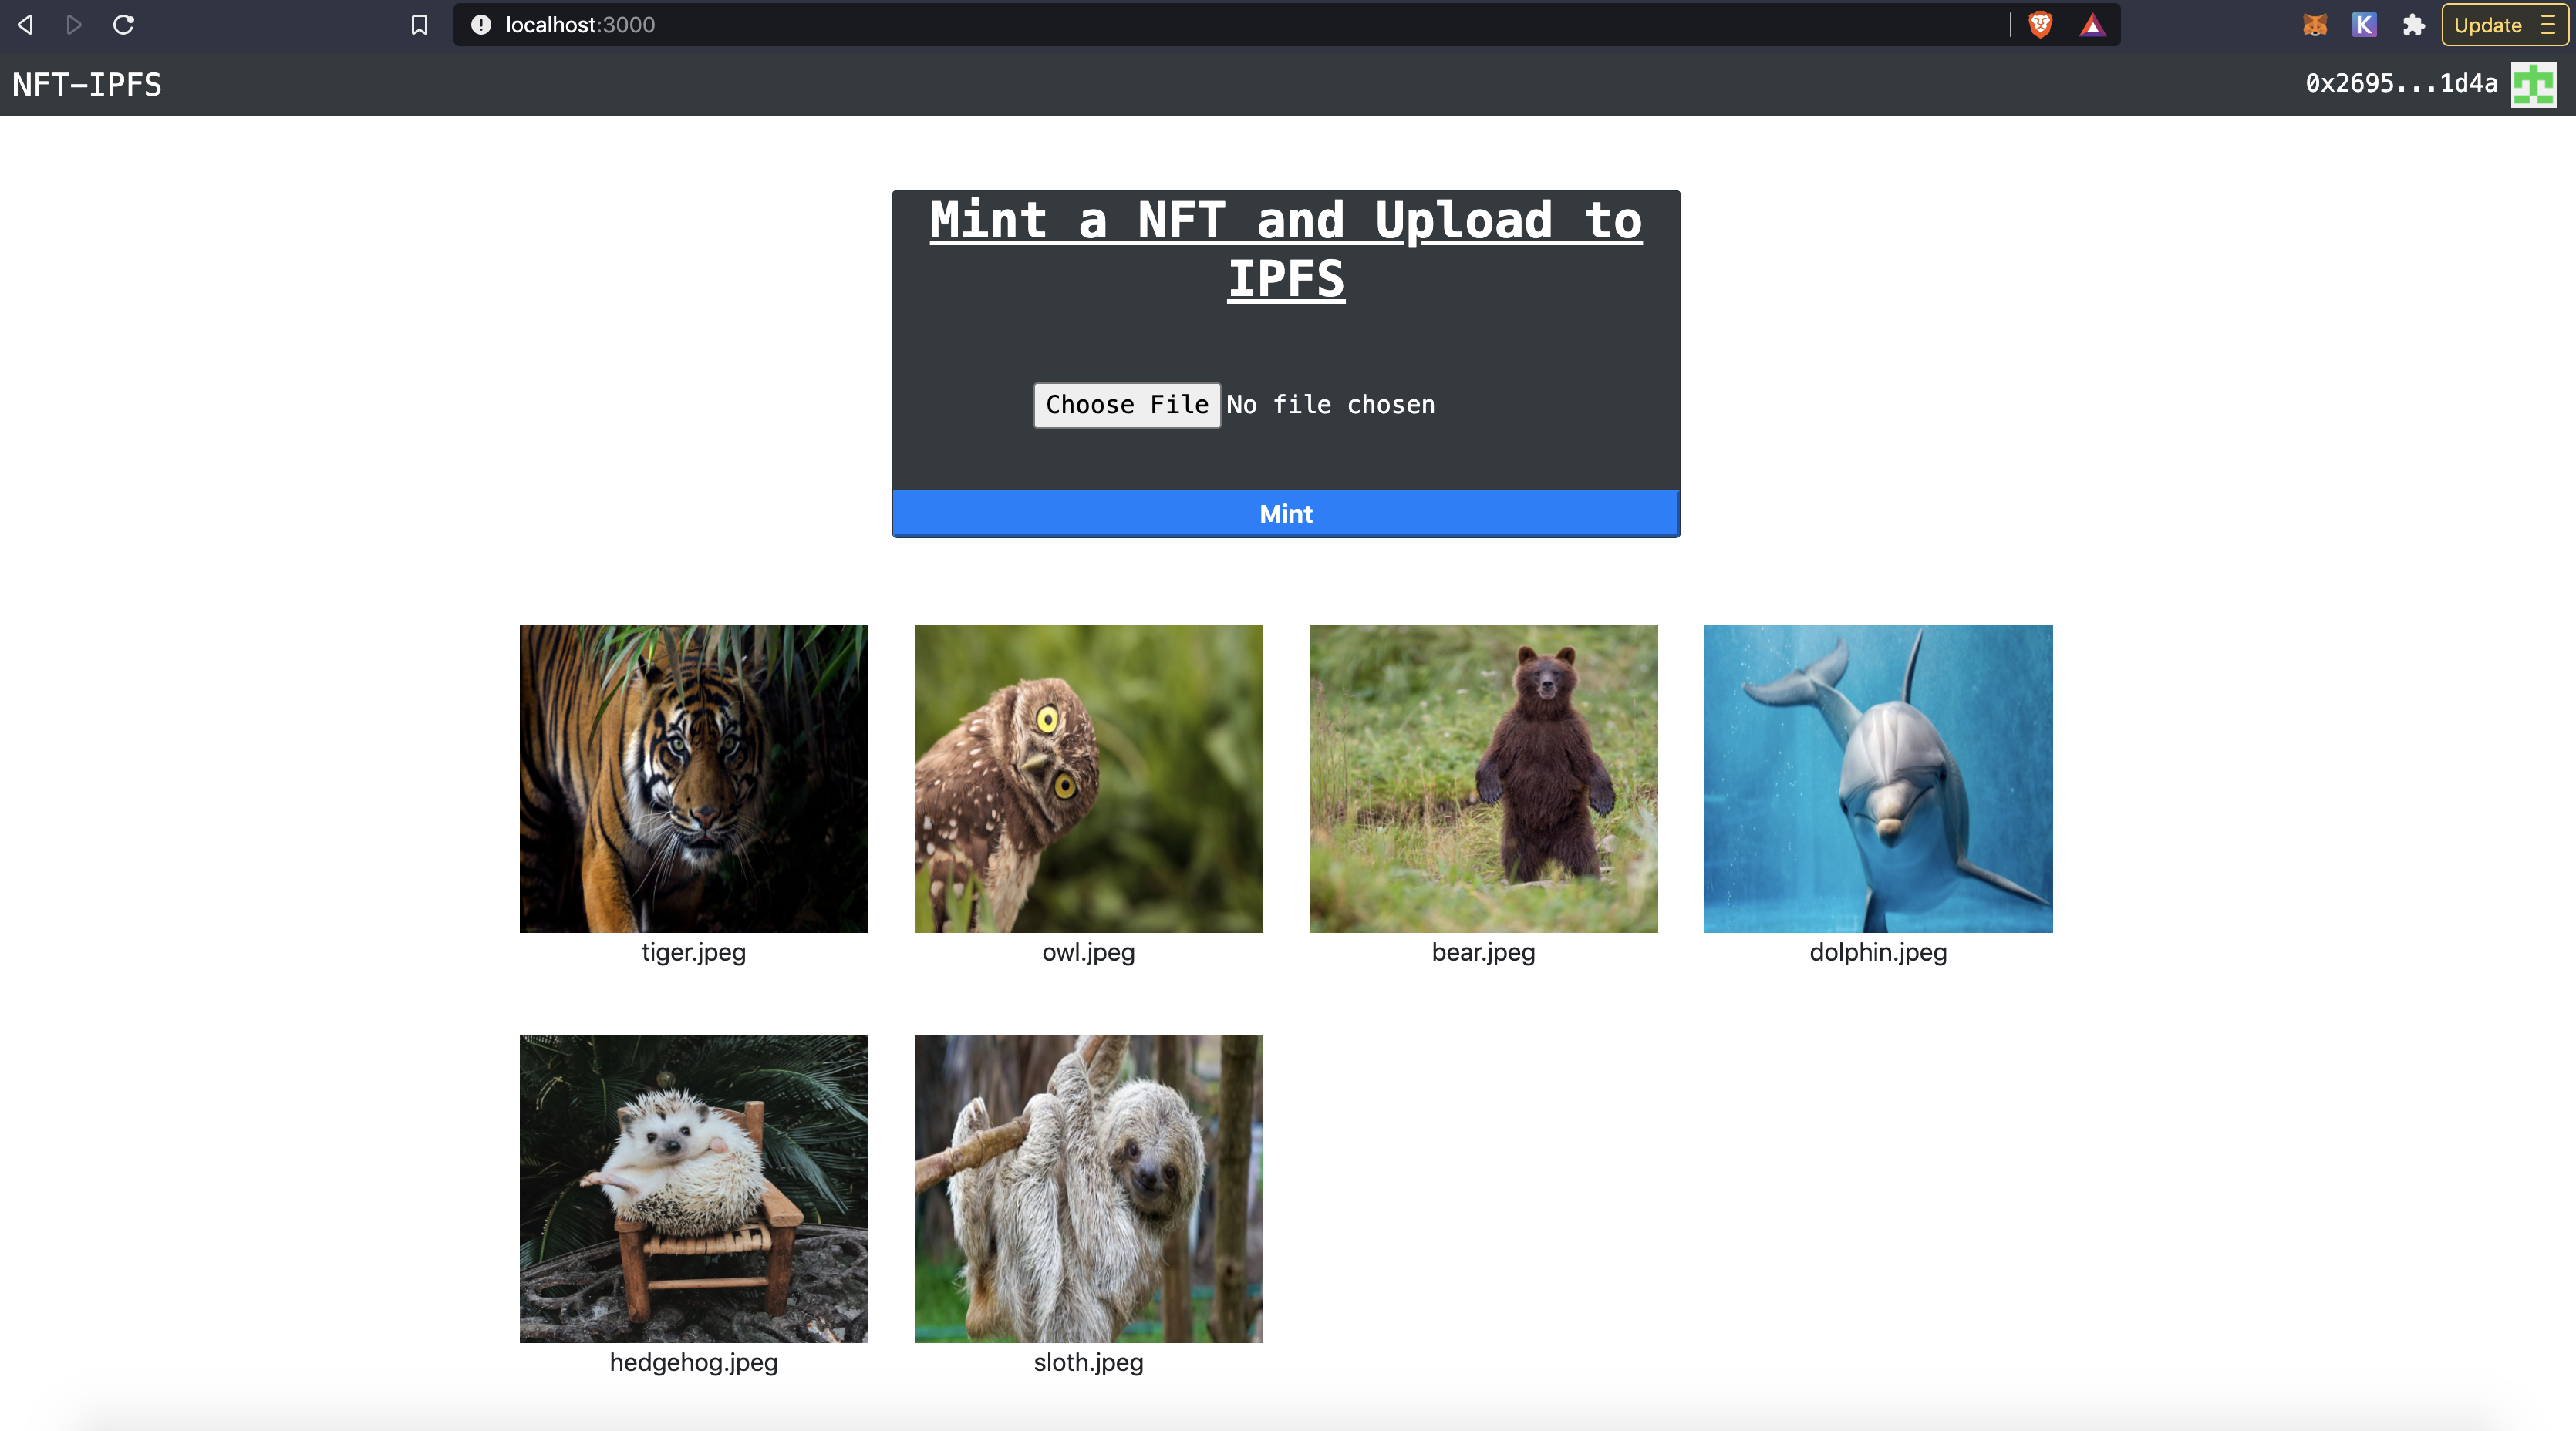 localhost:3000
K
Update
NFT-IPFS
0x2695...1d4a
Mint a NFT and Upload to
IPFS
Choose File No file chosen
Mint
tiger.jpeg
owl.jpeg
bear.jpeg
dolphin.jpeg
hedgehog.jpeg
sloth.jpeg